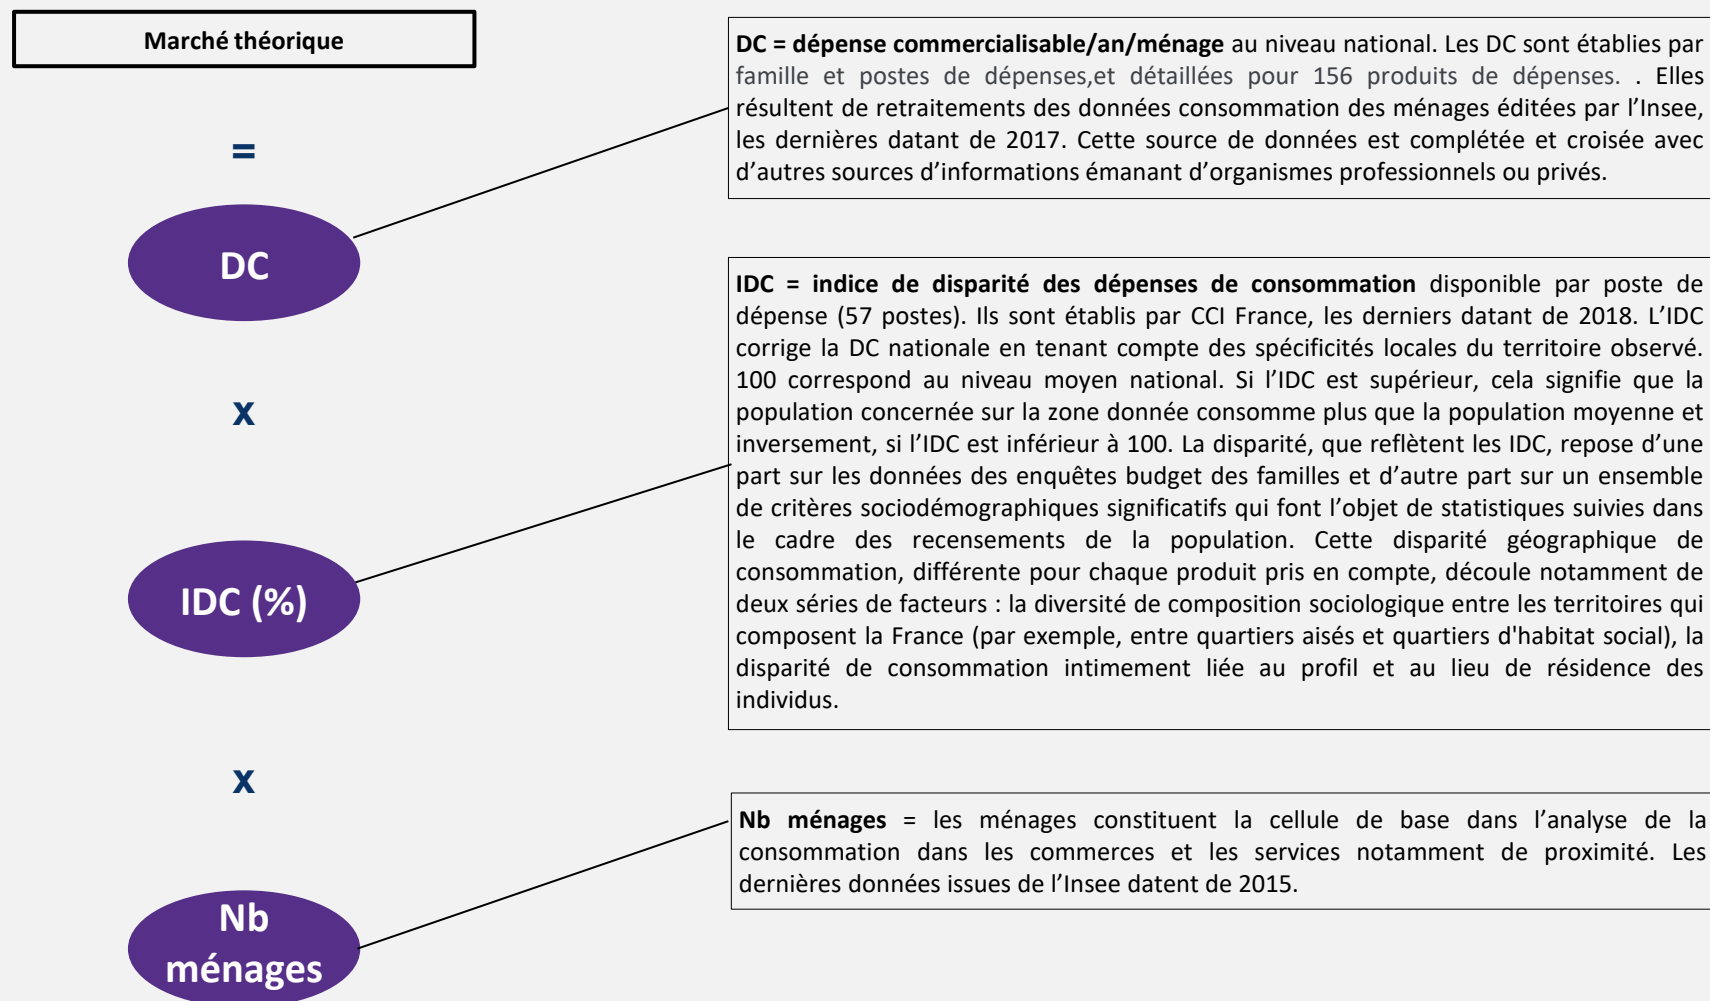 Marché théorique
=
DC
x
IDC (%)
x
Nb
ménages
DC = dépense commercialisable/an/ménage au niveau national. Les DC sont établies par
famille et postes de dépenses,et détaillées pour 156 produits de dépenses. . Elles
résultent de retraitements des données consommation des ménages éditées par l’Insee,
les dernières datant de 2017. Cette source de données est complétée et croisée avec
d’autres sources d’informations émanant d’organismes professionnels ou privés.
IDC = indice de disparité des dépenses de consommation disponible par poste de
dépense (57 postes). Ils sont établis par CCI France, les derniers datant de 2018. L’IDC
corrige la DC nationale en tenant compte des spécificités locales du territoire observé.
100 correspond au niveau moyen national. Si l’IDC est supérieur, cela signifie que la
population concernée sur la zone donnée consomme plus que la population moyenne et
inversement, si l’IDC est inférieur à 100. La disparité, que reflètent les IDC, repose d’une
part sur les données des enquêtes budget des familles et d’autre part sur un ensemble
de critères sociodémographiques significatifs qui font l’objet de statistiques suivies dans
le cadre des recensements de la population. Cette disparité géographique de
consommation, différente pour chaque produit pris en compte, découle notamment de
deux séries de facteurs : la diversité de composition sociologique entre les territoires qui
composent la France (par exemple, entre quartiers aisés et quartiers d'habitat social), la
disparité de consommation intimement liée au profil et au lieu de résidence des
individus.
Nb ménages = les ménages constituent la cellule de base dans l’analyse de la
consommation dans les commerces et les services notamment de proximité. Les
dernières données issues de l’Insee datent de 2015.